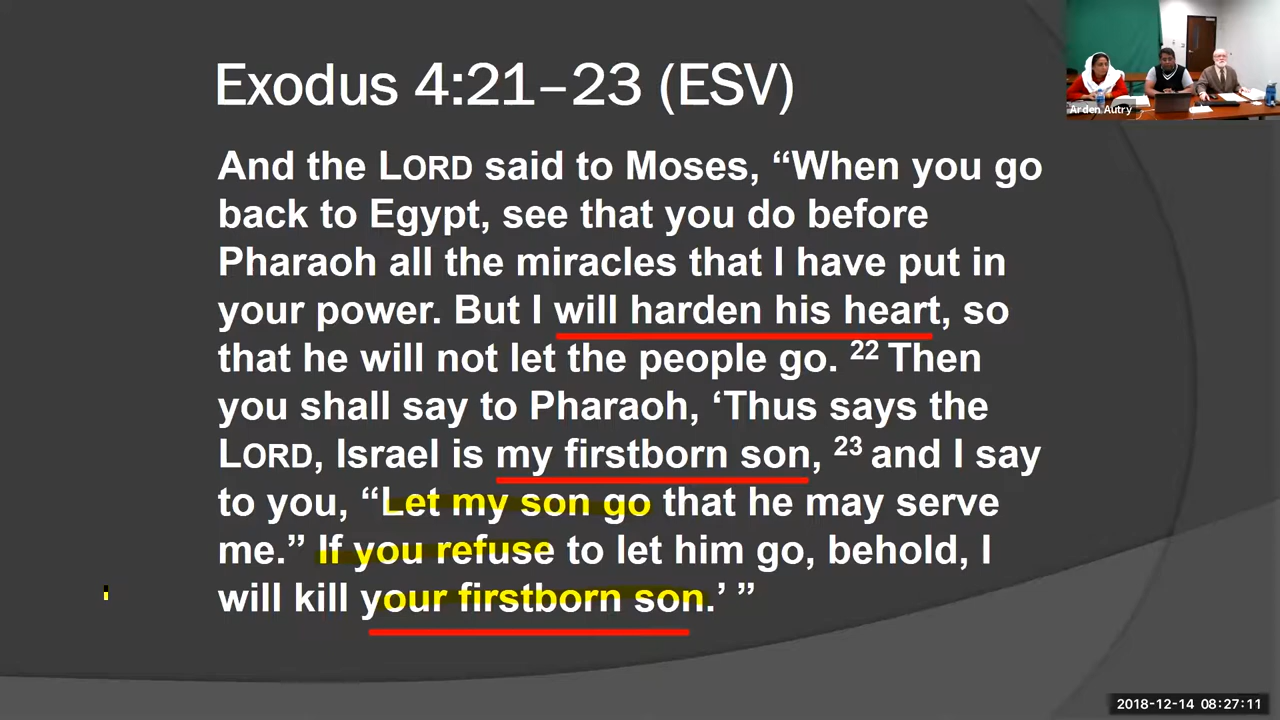 Exodus 4:21–23 (ESV)
Arden Autry
And the LORD said to Moses, “When you go
back to Egypt, see that you do before
Pharaoh all the miracles that I have put in
your power. But I will harden his heart, so
that he will not let the people go. 22 Then
you shall say to Pharaoh, ‘Thus says the
LORD, Israel is my firstborn son, 23 and I say
to you, “Let my son go that he may serve
me.” If you refuse to let him go, behold, I
will kill your firstborn son.’ ”
2018-12-14 08:27:11